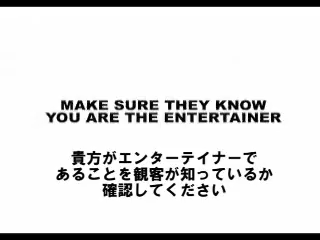 MAKE SURE THEY KNOW
YOU ARE THE ENTERTAINER
貴方がエンターテイナーで
あることを観客が知っているか
確認してください